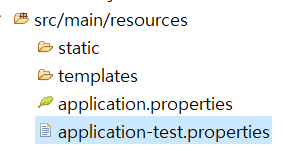 src/main/resources
static
templates
application.properties
application-test.properties